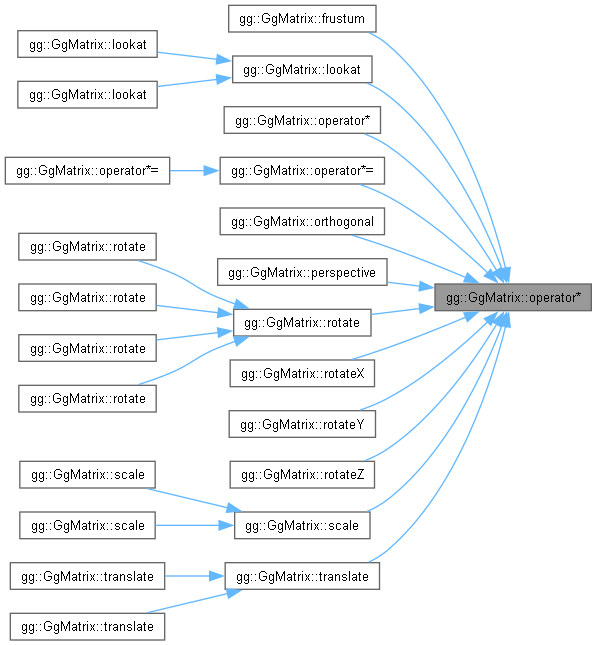 gg::GgMatrix::frustum
gg::GgMatrix::lookat
gg::GgMatrix::lookat
gg::GgMatrix::lookat
gg::GgMatrix::operator*
gg::GgMatrix::operator*=
gg::GgMatrix::operator*=
gg::GgMatrix::orthogonal
gg::GgMatrix::rotate
gg::GgMatrix::perspective
gg::GgMatrix::operator*
gg::GgMatrix::rotate
gg::GgMatrix::rotate
gg::GgMatrix::rotate
gg::GgMatrix::rotateX
gg::GgMatrix::rotate
gg::GgMatrix::rotateY
gg::GgMatrix::scale
gg::GgMatrix::rotateZ
gg::GgMatrix::scale
gg::GgMatrix::scale
gg::GgMatrix::translate
gg::GgMatrix::translate
gg::GgMatrix::translate